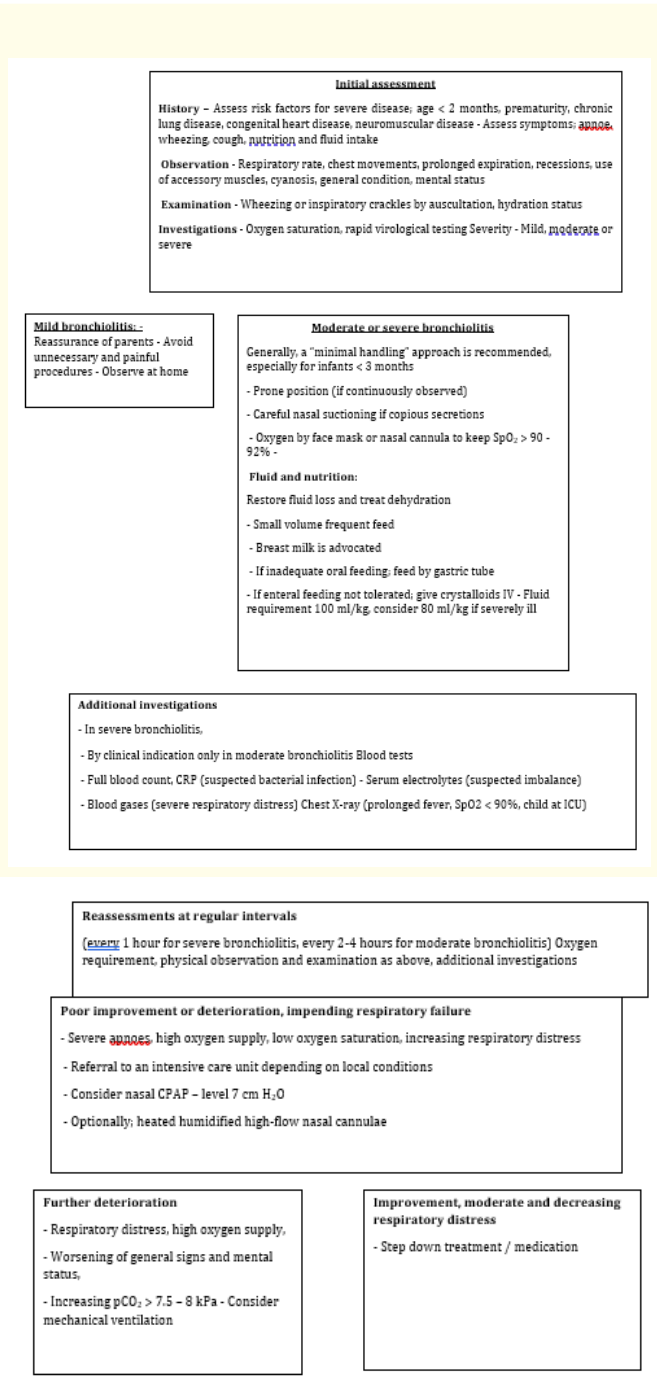 Initial assessment
History – Assess risk factors for severe disease; age < 2 months, prematurity, chronic
lung disease, congenital heart disease, neuromuscular disease - Assess symptoms; apnoe,
wheezing, cough, nutrition and fluid intake
Observation - Respiratory rate, chest movements, prolonged expiration, recessions, use
of accessory muscles, cyanosis, general condition, mental status
Examination - Wheezing or inspiratory crackles by auscultation, hydration status
Investigations - Oxygen saturation, rapid virological testing Severity - Mild, moderate or
severe
Mild bronchiolitis: -
Reassurance of parents - Avoid
unnecessary and painful
procedures - Observe at home
Moderate or severe bronchiolitis
Generally, a "minimal handling" approach is recommended,
especially for infants < 3 months
- Prone position (if continuously observed)
- Careful nasal suctioning if copious secretions
- Oxygen by face mask or nasal cannula to keep SpO₂ > 90 -
92% -
Fluid and nutrition:
Restore fluid loss and treat dehydration
- Small volume frequent feed
- Breast milk is advocated
- If inadequate oral feeding; feed by gastric tube
- If enteral feeding not tolerated; give crystalloids IV - Fluid
requirement 100 ml/kg, consider 80 ml/kg if severely ill
Additional investigations
- In severe bronchiolitis,
- By clinical indication only in moderate bronchiolitis Blood tests
- Full blood count, CRP (suspected bacterial infection) - Serum electrolytes (suspected imbalance)
- Blood gases (severe respiratory distress) Chest X-ray (prolonged fever, SpO2 < 90%, child at ICU)
Reassessments at regular intervals
(every 1 hour for severe bronchiolitis, every 2-4 hours for moderate bronchiolitis) Oxygen
requirement, physical observation and examination as above, additional investigations
Poor improvement or deterioration, impending respiratory failure
- Severe apnoes, high oxygen supply, low oxygen saturation, increasing respiratory distress
- Referral to an intensive care unit depending on local conditions
- Consider nasal CPAP – level 7 cm H₂O
- Optionally; heated humidified high-flow nasal cannulae
Further deterioration
- Respiratory distress, high oxygen supply,
- Worsening of general signs and mental
status,
- Increasing pCO₂ > 7.5 – 8 kPa - Consider
mechanical ventilation
Improvement, moderate and decreasing
respiratory distress
- Step down treatment / medication